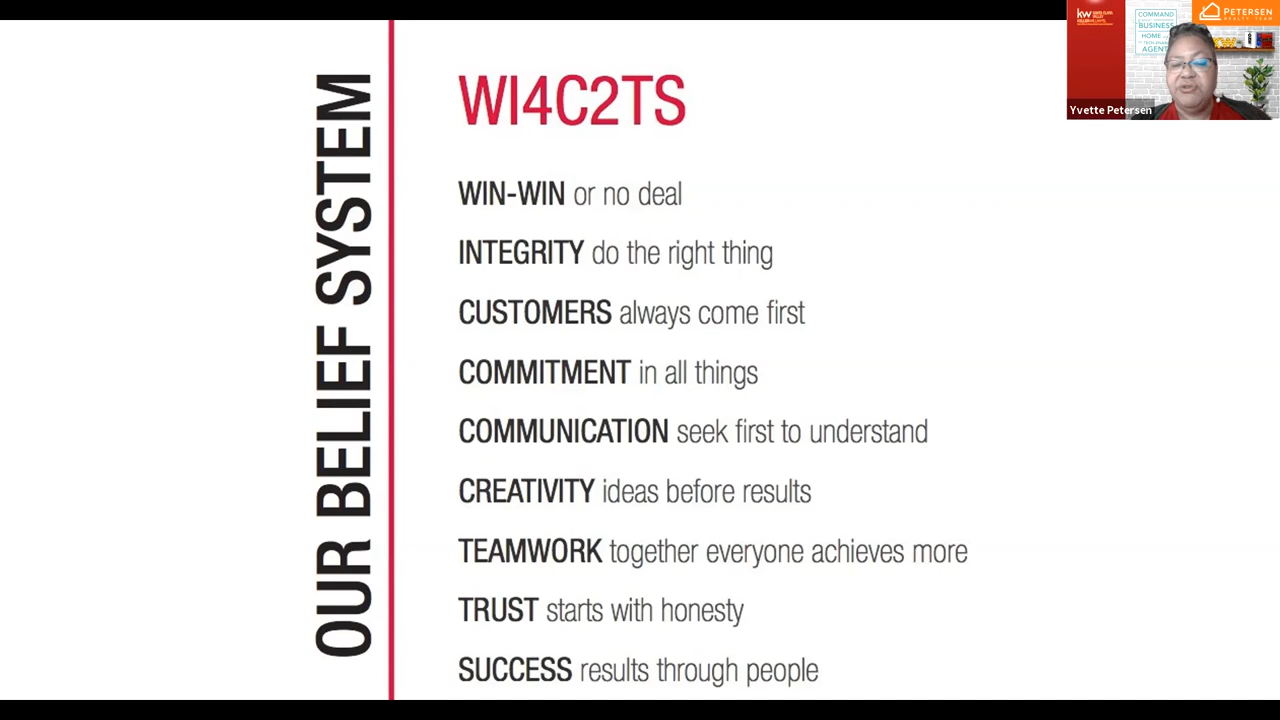 OUR BELIEF SYSTEM
WI4C2TS
WIN-WIN or no deal
INTEGRITY do the right thing
CUSTOMERS always come first
COMMITMENT in all things
COMMUNICATION seek first to understand
CREATIVITY ideas before results
TEAMWORK together everyone achieves more
TRUST starts with honesty
SUCCESS results through people
kw
COMMAND
BUSINESS
HOME
AGENT
PETERSEN
REALTY TEAM
Yvette Petersen